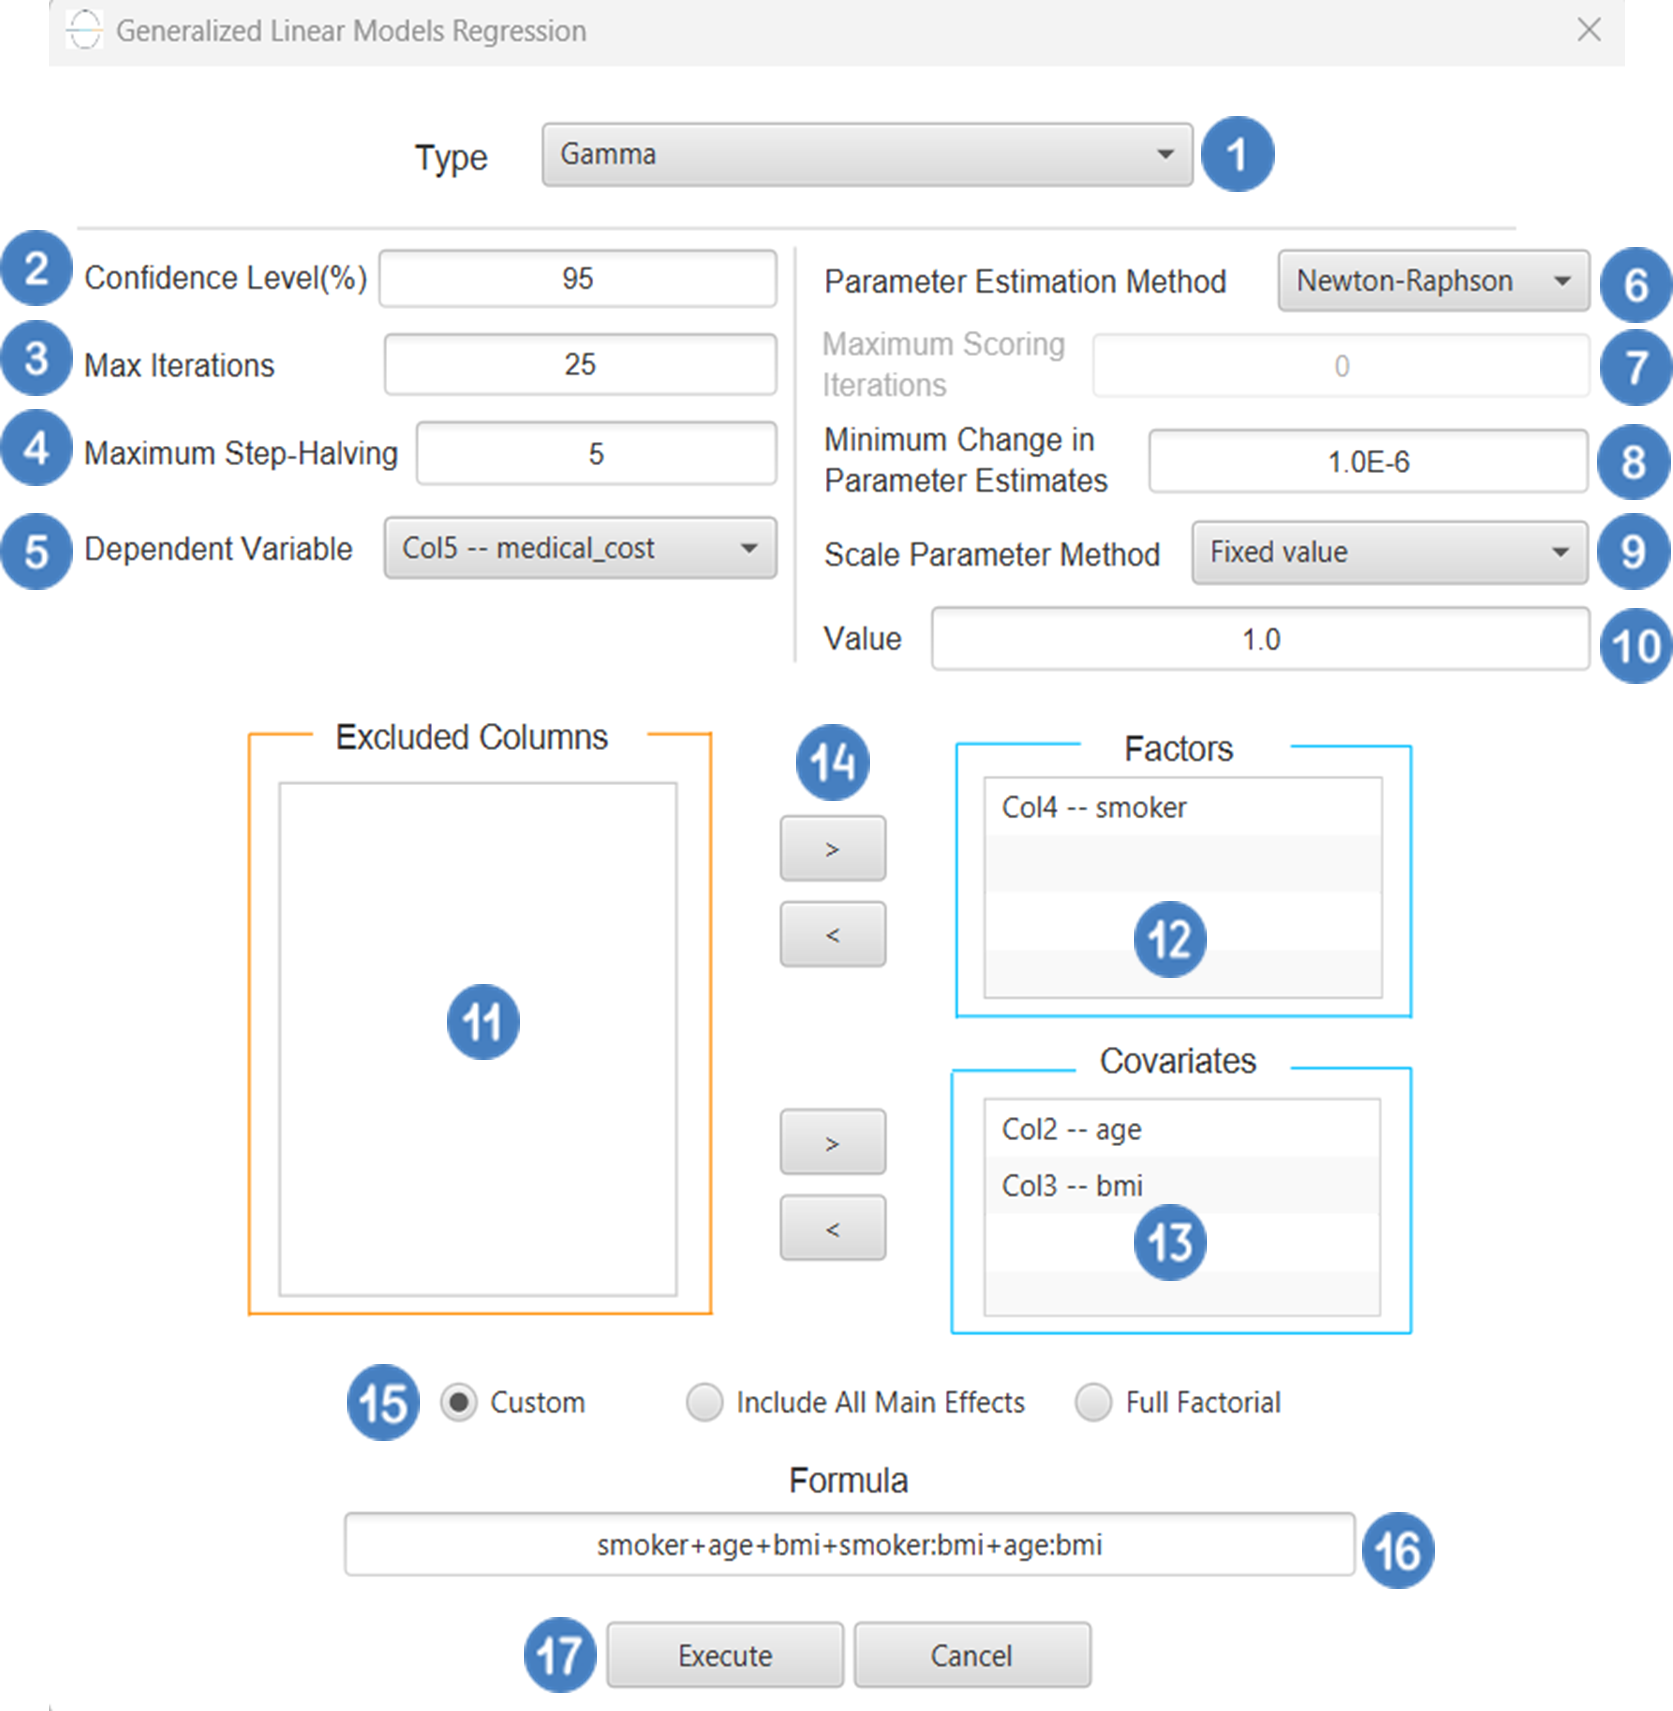 Generalized Linear Models Regression
Type Gamma 1
2 Confidence Level(%) 95
3 Max Iterations 25
4 Maximum Step-Halving 5
5 Dependent Variable Col5 -- medical_cost
Parameter Estimation Method Newton-Raphson 6
Maximum Scoring
Iterations 0 7
Minimum Change in
Parameter Estimates 1.0E-6 8
Scale Parameter Method Fixed value 9
Value 1.0 10
Excluded Columns
11
14
>
<
>
<
Factors
Col4 -- smoker
12
Covariates
Col2 -- age
Col3 -- bmi
13
15 Custom Include All Main Effects Full Factorial
Formula
smoker+age+bmi+smoker:bmi+age:bmi 16
17 Execute Cancel